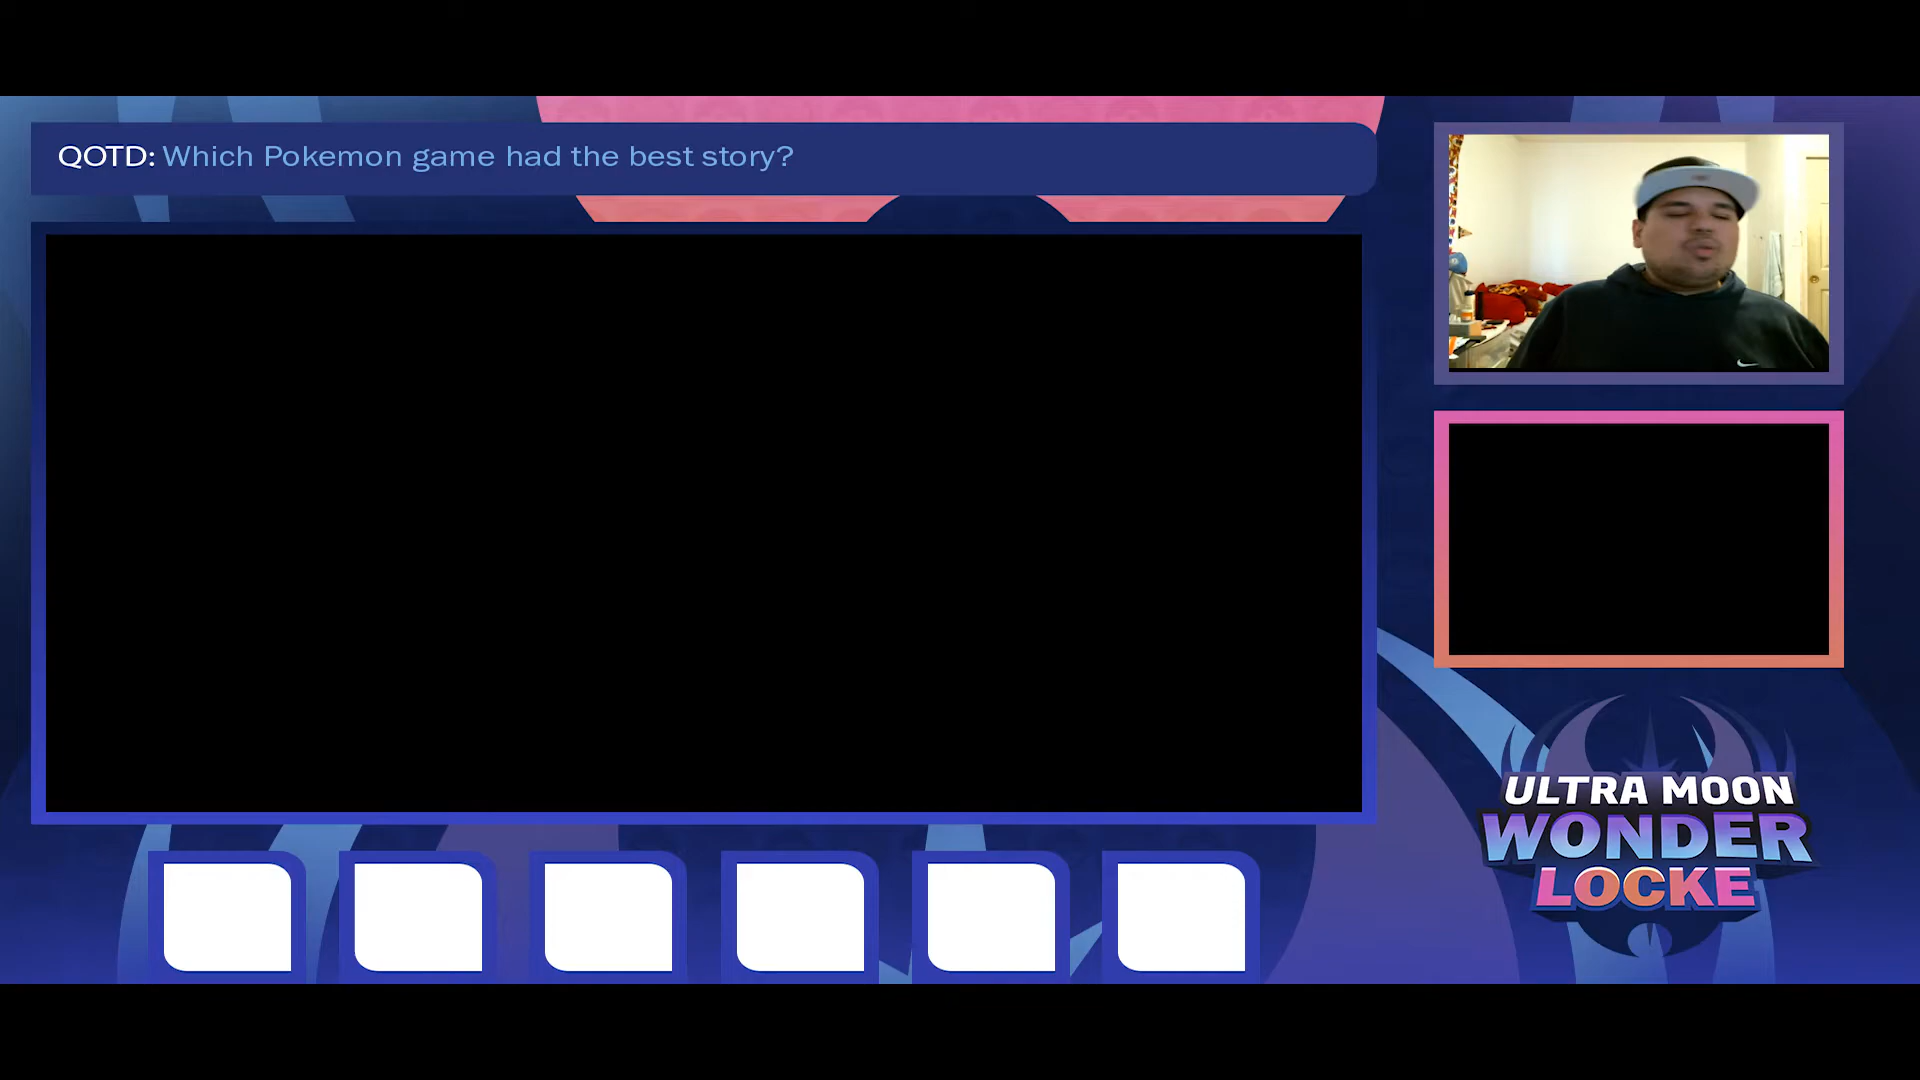 QOTD: Which Pokemon game had the best story?
ULTRA MOON
WONDER
LOCKE